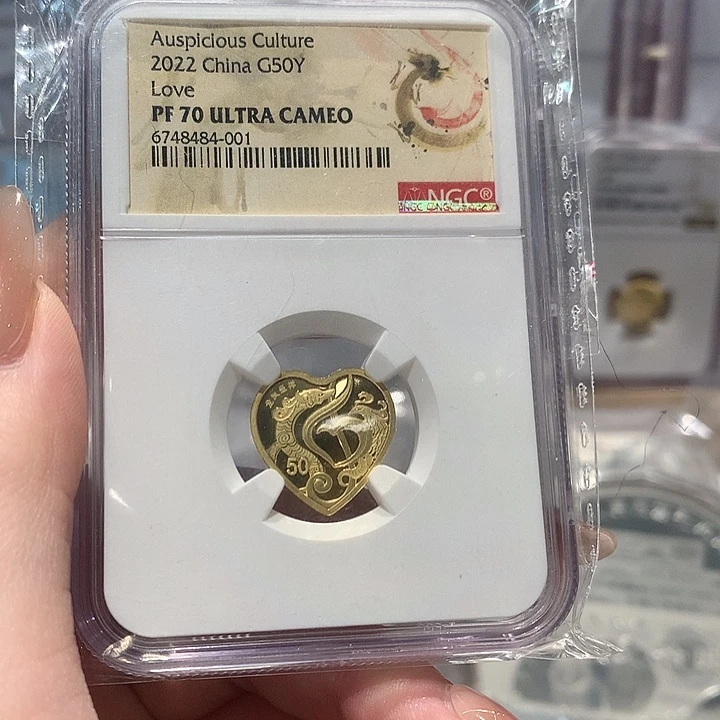 Auspicious Culture
2022 China G50Y
Love
PF 70 ULTRA CAMEO
6748484-001
NGC®
50